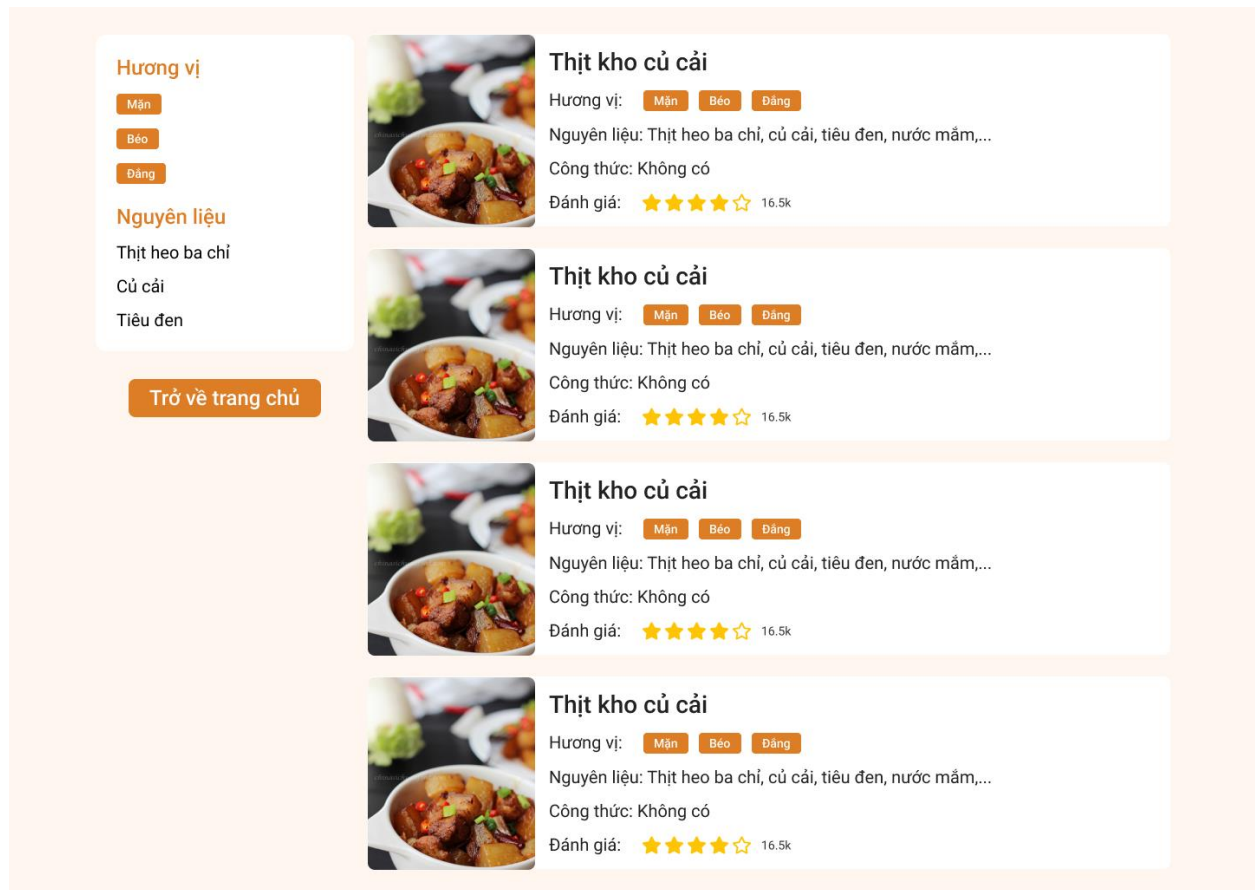 Hương vị
Mặn
Béo
Đắng
Nguyên liệu
Thịt heo ba chỉ
Củ cải
Tiêu đen
Trở về trang chủ
Thịt kho củ cải
Hương vị: Mặn Béo Đắng
Nguyên liệu: Thịt heo ba chỉ, củ cải, tiêu đen, nước mắm,...
Công thức: Không có
Đánh giá: 16.5k
Thịt kho củ cải
Hương vị: Mặn Béo Đắng
Nguyên liệu: Thịt heo ba chỉ, củ cải, tiêu đen, nước mắm,...
Công thức: Không có
Đánh giá: 16.5k
Thịt kho củ cải
Hương vị: Mặn Béo Đắng
Nguyên liệu: Thịt heo ba chỉ, củ cải, tiêu đen, nước mắm,...
Công thức: Không có
Đánh giá: 16.5k
Thịt kho củ cải
Hương vị: Mặn Béo Đắng
Nguyên liệu: Thịt heo ba chỉ, củ cải, tiêu đen, nước mắm,...
Công thức: Không có
Đánh giá: 16.5k